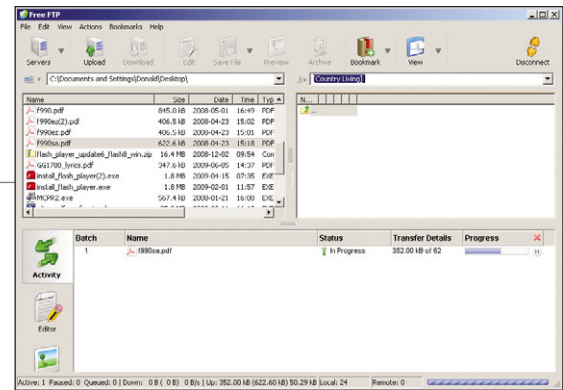 Free FTP
File Edit View Actions Bookmarks Help
Servers Upload Download Edit Save File Preview Archive Bookmark View Disconnect
C:\Documents and Settings\Donald\Desktop\
\Country Living\
Name Size Date Time Typ N...
f990.pdf 845.0 kB 2008-05-01 16:49 PDF
..
f990ez(2).pdf 406.5 kB 2008-04-23 15:02 PDF
f990ez.pdf 406.5 kB 2008-04-23 15:01 PDF
f990sa.pdf 622.6 kB 2008-04-23 15:18 PDF
flash_player_update6_flash8_win.zip 16.4 MB 2008-12-02 09:54 Com
GG1700_lyrics.pdf 347.6 kB 2009-06-05 14:37 PDF
install_flash_player(2).exe 1.8 MB 2009-04-15 07:35 EXE
install_flash_player.exe 1.8 MB 2009-02-01 11:57 EXE
MCPR2.exe 567.4 kB 2000-01-21 16:00 EXE
Batch Name Status Transfer Details Progress
1 f990sa.pdf In Progress 352.00 kB of 62
Activity
Editor
Active: 1 Paused: 0 Queued: 0 | Down: 0 B ( 0 B) 0 B/s | Up: 352.00 kB (622.60 kB) 50.29 kB Local: 24 Remote: 0